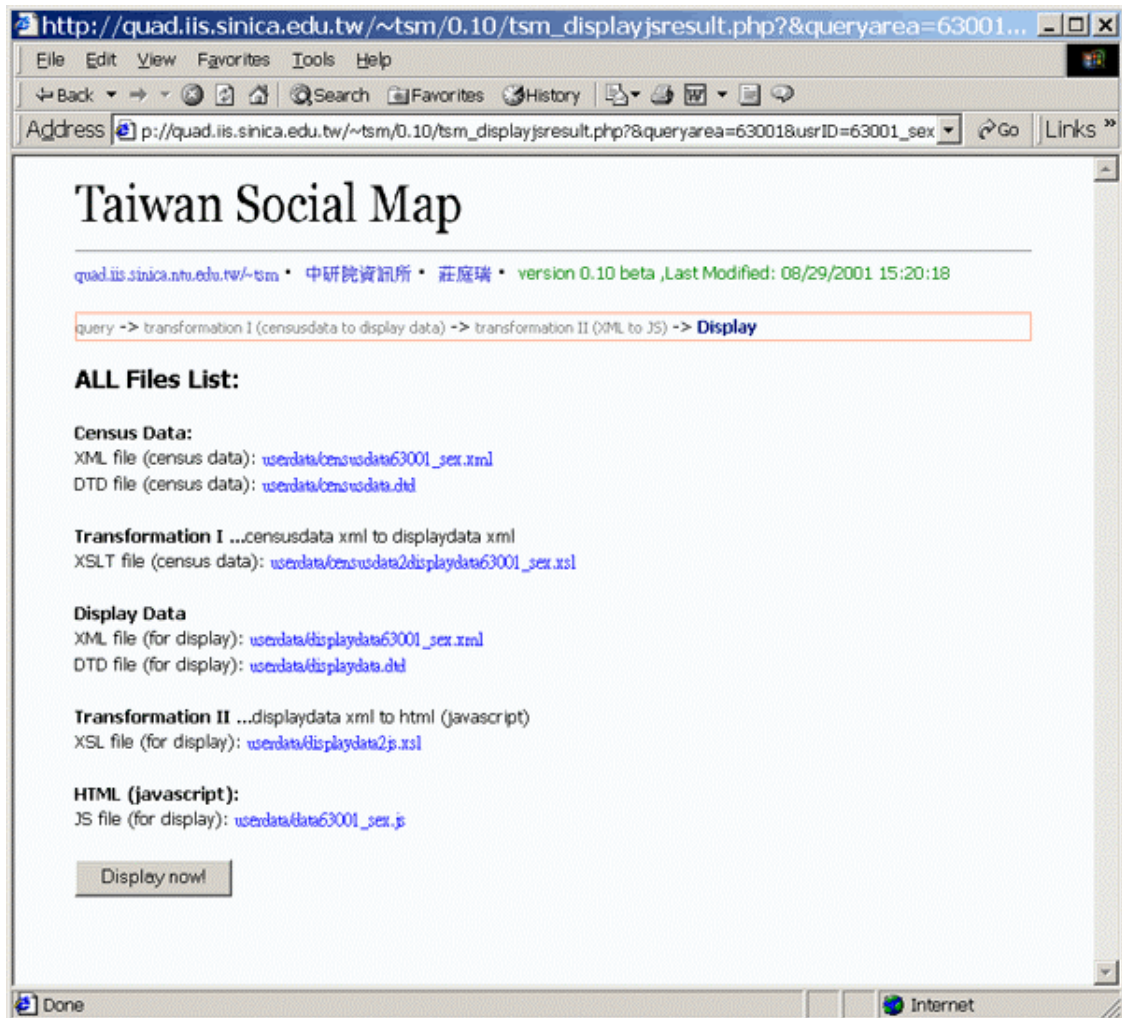 http://quad.iis.sinica.edu.tw/~tsm/0.10/tsm_displayjsresult.php?&queryarea=63001...
File Edit View Favorites Tools Help
Back Search Favorites History
Address p://quad.iis.sinica.edu.tw/~tsm/0.10/tsm_displayjsresult.php?&queryarea=63001&usrID=63001_sex Go Links »
Taiwan Social Map
quad.iis.sinica.ntu.edu.tw/~tsm • 中研院資訊所 • 莊庭瑞 • version 0.10 beta ,Last Modified: 08/29/2001 15:20:18
query -> transformation I (censusdata to display data) -> transformation II (XML to JS) -> Display
ALL Files List:
Census Data:
XML file (census data): userdata/censusdata63001_sex.xml
DTD file (census data): userdata/censusdata.dtd
Transformation I ...censusdata xml to displaydata xml
XSLT file (census data): userdata/censusdata2displaydata63001_sex.xsl
Display Data
XML file (for display): userdata/displaydata63001_sex.xml
DTD file (for display): userdata/displaydata.dtd
Transformation II ...displaydata xml to html (javascript)
XSL file (for display): userdata/displaydata2js.xsl
HTML (javascript):
JS file (for display): userdata/data63001_sex.js
Display now!
Done Internet